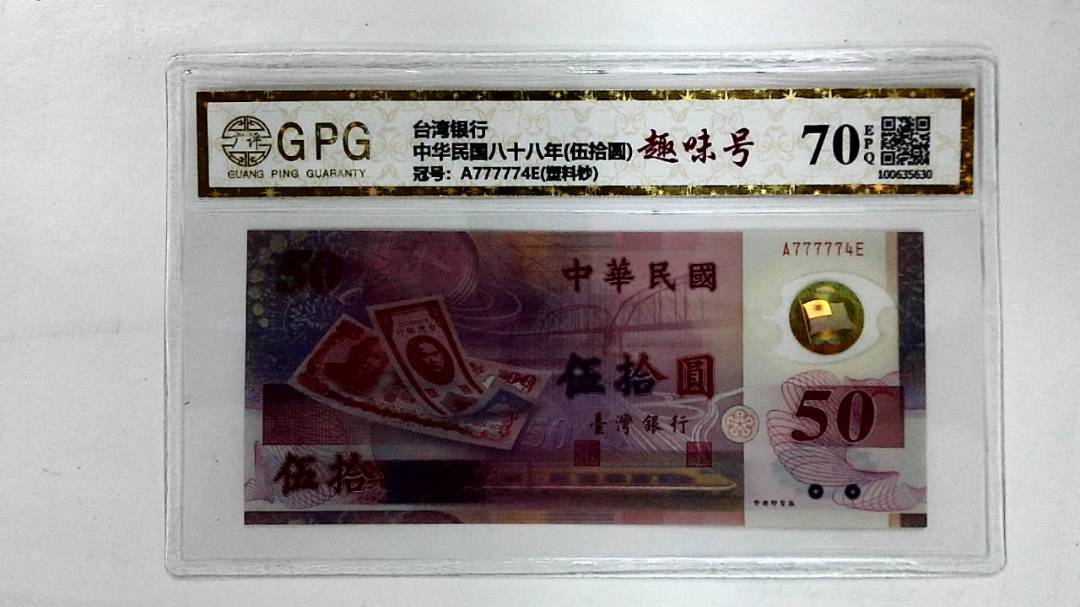 GPG
GUANG PING GUARANTY
台湾银行
中华民国八十八年(伍拾圆)
冠号：A777774E(塑料钞)
趣味号
70
EPQ
100635630
A777774E
50
中華民國
伍拾圓
臺灣銀行
50
50
伍拾